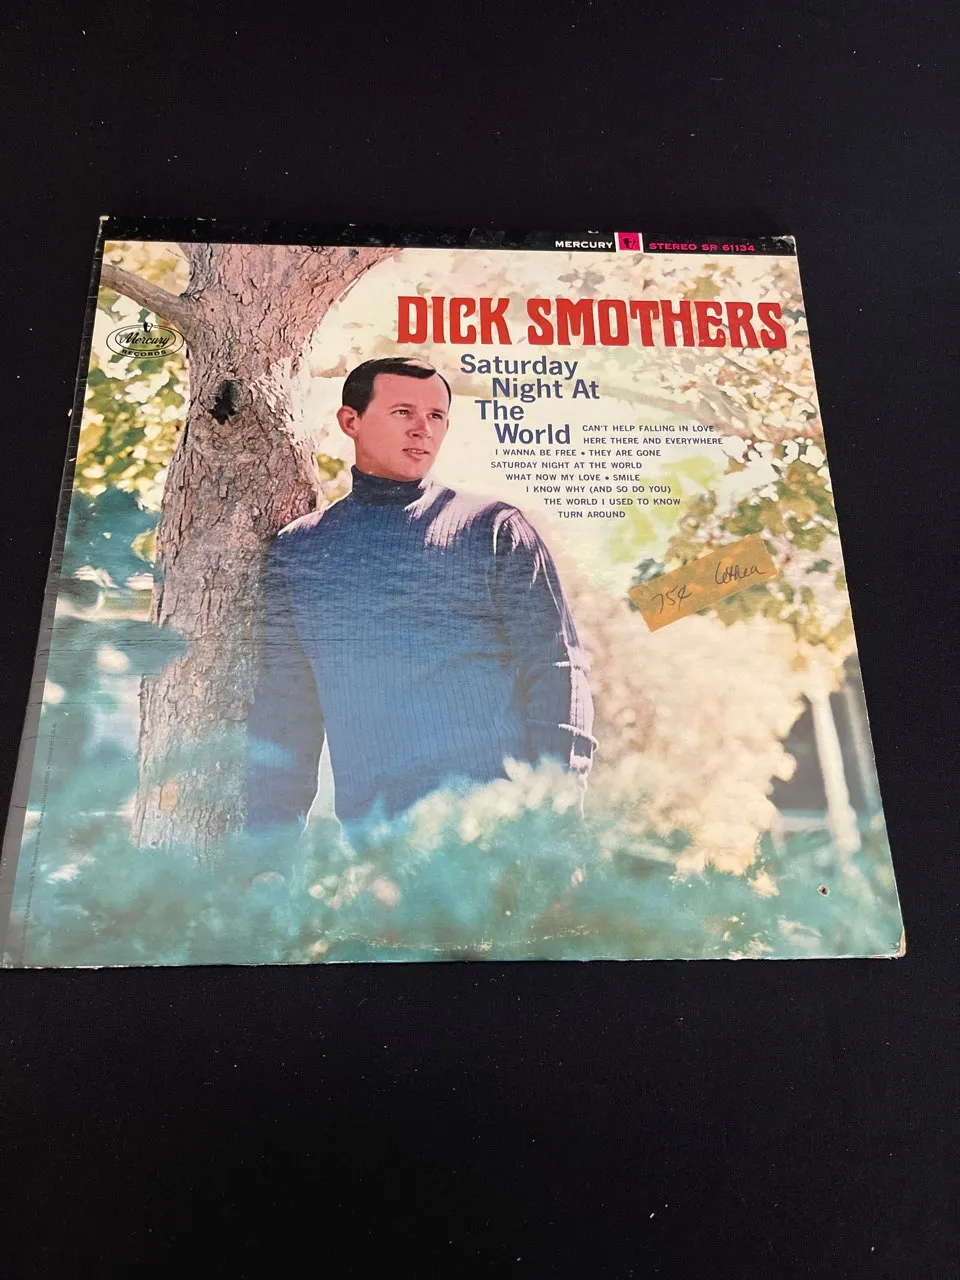 MERCURY STEREO SR 61134
DICK SMOTHERS
Mercury
RECORDS
Saturday
Night At
The
World
CAN'T HELP FALLING IN LOVE
HERE THERE AND EVERYWHERE
I WANNA BE FREE • THEY ARE GONE
SATURDAY NIGHT AT THE WORLD
WHAT NOW MY LOVE • SMILE
I KNOW WHY (AND SO DO YOU)
THE WORLD I USED TO KNOW
TURN AROUND
75¢